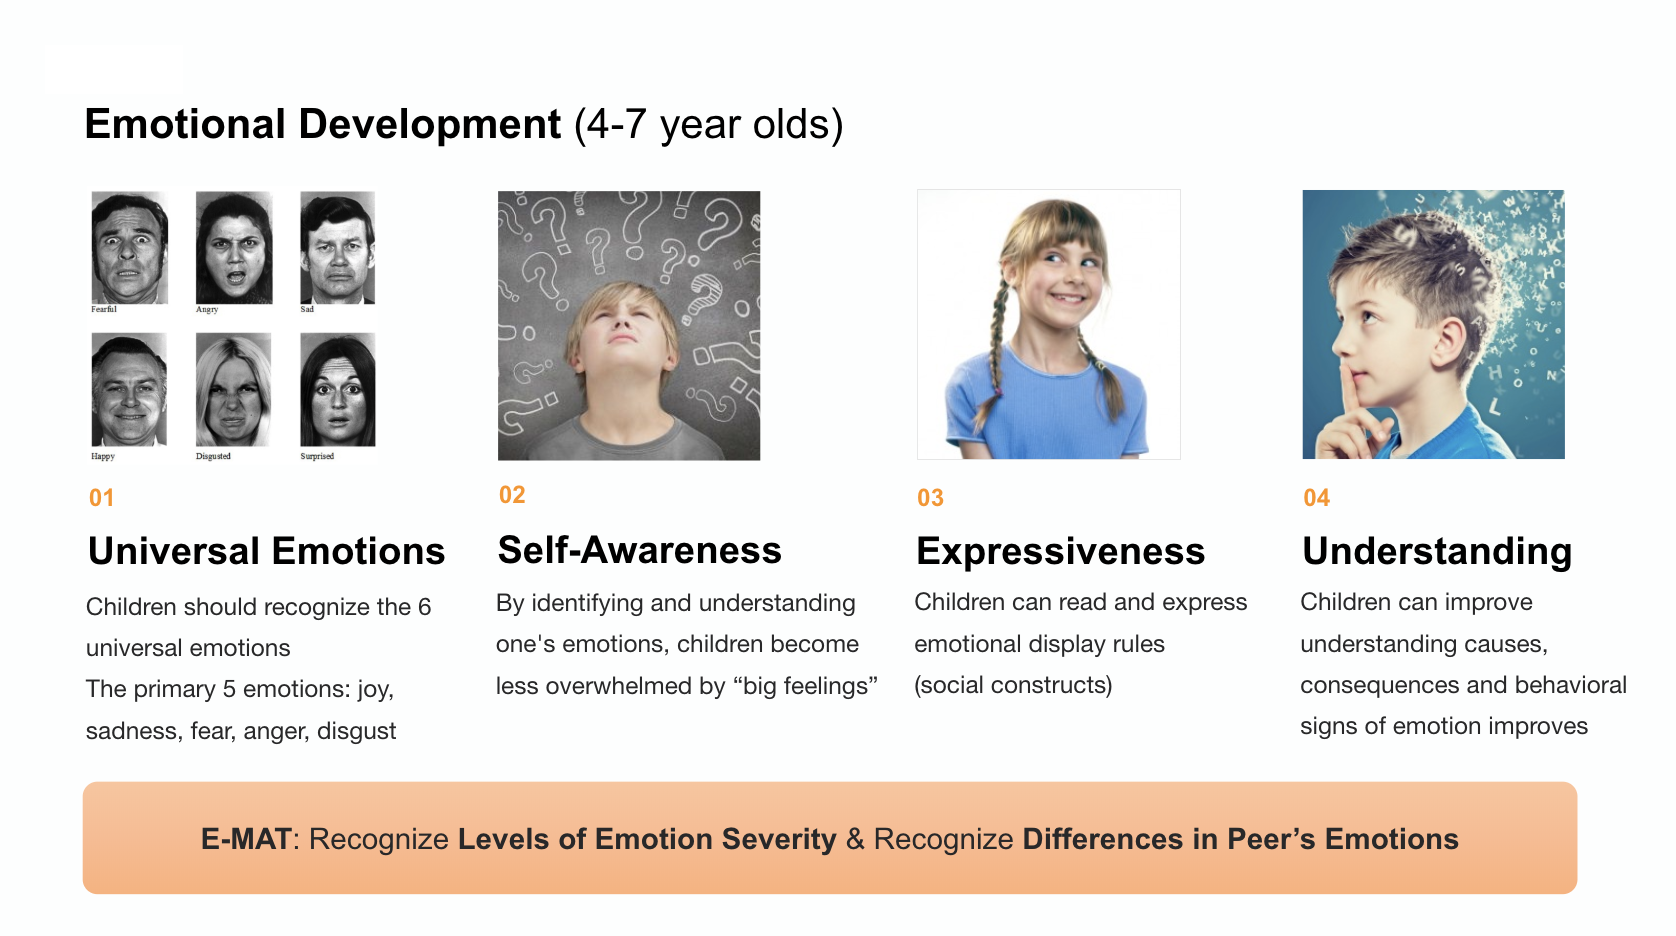 Emotional Development (4-7 year olds)
Fearful
Angry
Sad
Happy
Disgusted
Surprised
01
Universal Emotions
Children should recognize the 6
universal emotions
The primary 5 emotions: joy,
sadness, fear, anger, disgust
02
Self-Awareness
By identifying and understanding
one's emotions, children become
less overwhelmed by “big feelings”
03
Expressiveness
Children can read and express
emotional display rules
(social constructs)
04
Understanding
Children can improve
understanding causes,
consequences and behavioral
signs of emotion improves
E-MAT: Recognize Levels of Emotion Severity & Recognize Differences in Peer’s Emotions